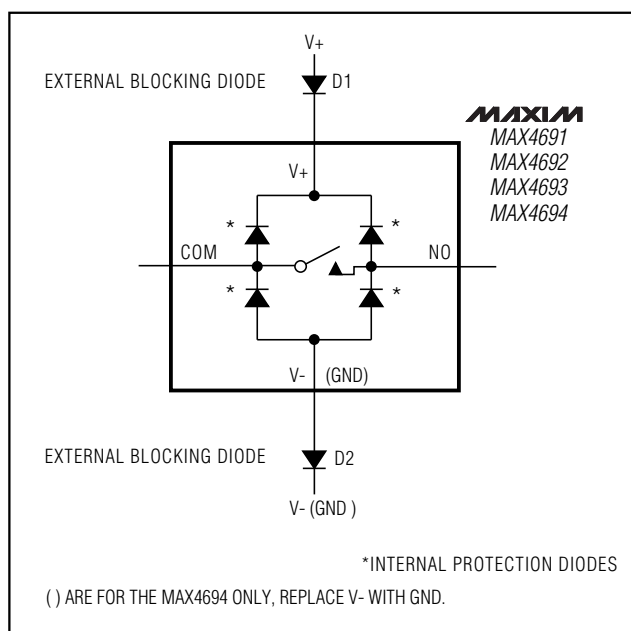 V+
EXTERNAL BLOCKING DIODE D1
MAXIM
MAX4691
MAX4692
MAX4693
MAX4694
V+
* *
COM NO
* *
V- (GND)
EXTERNAL BLOCKING DIODE D2
V- (GND )
*INTERNAL PROTECTION DIODES
( ) ARE FOR THE MAX4694 ONLY, REPLACE V- WITH GND.